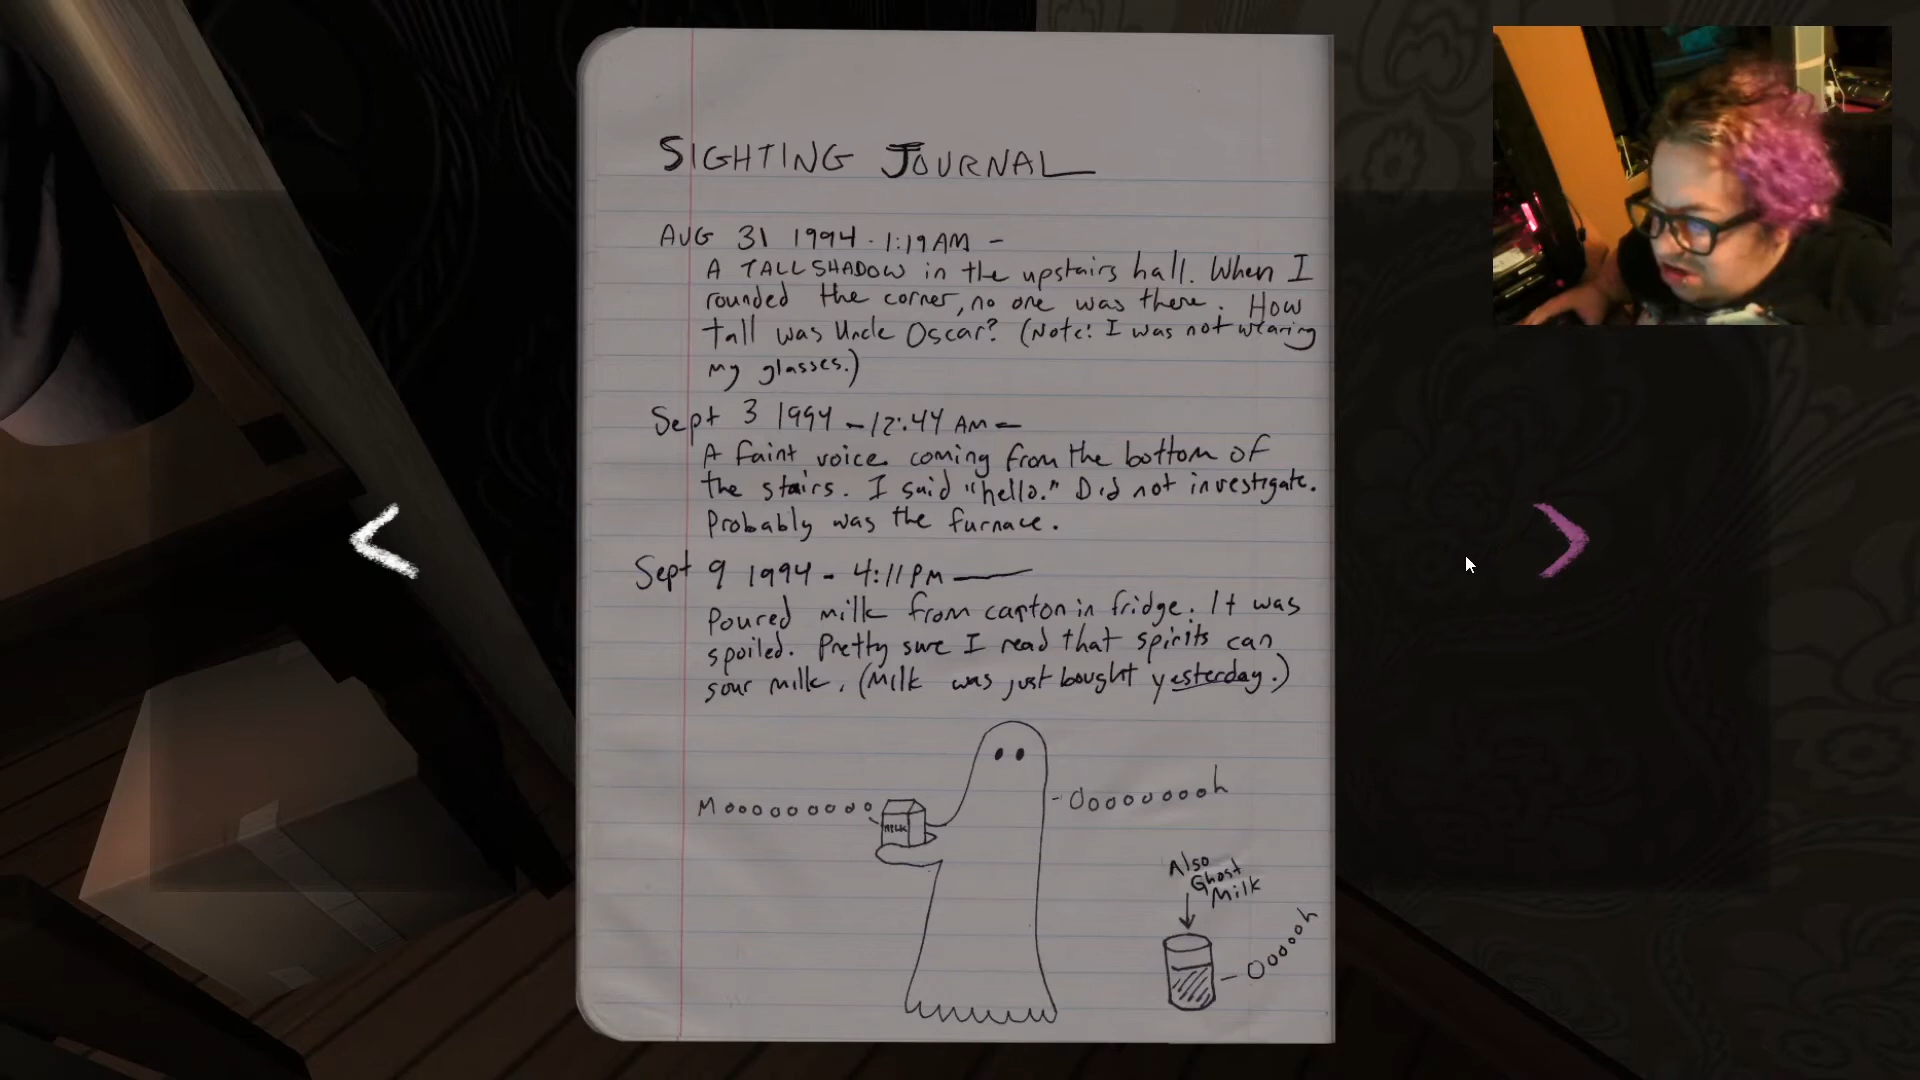 SIGHTING JOURNAL
AUG 31 1994 - 1:19 AM -
A TALL SHADOW in the upstairs hall. When I
rounded the corner, no one was there. How
tall was Uncle Oscar? (Note: I was not wearing
my glasses.)
Sept 3 1994 - 12:44 AM -
A faint voice coming from the bottom of
the stairs. I said "hello." Did not investigate.
Probably was the furnace.
Sept 9 1994 - 4:11 PM -
Poured milk from carton in fridge. It was
spoiled. Pretty sure I read that spirits can
sour milk. (Milk was just bought yesterday.)
Mooooooooo
MILK
- Ooooooooh
Also
Ghost
Milk
- Ooooooh